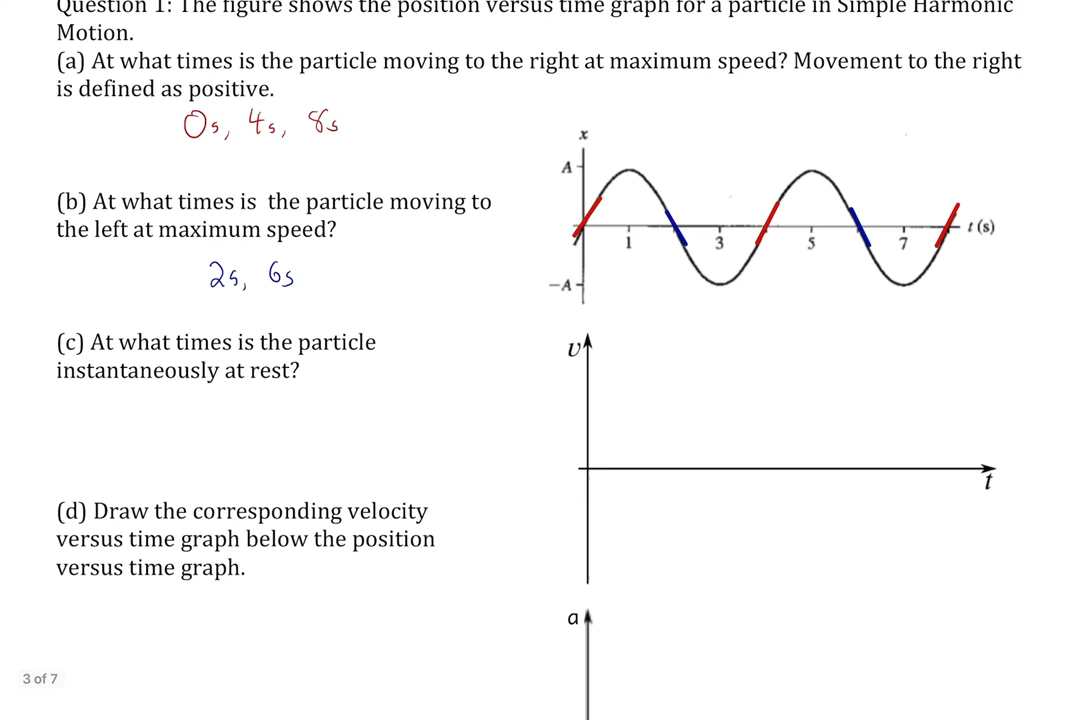 Question 1: The figure shows the position versus time graph for a particle in Simple Harmonic
Motion.
(a) At what times is the particle moving to the right at maximum speed? Movement to the right
is defined as positive.
0s, 4s, 8s
(b) At what times is the particle moving to
the left at maximum speed?
2s, 6s
(c) At what times is the particle
instantaneously at rest?
(d) Draw the corresponding velocity
versus time graph below the position
versus time graph.
x
A
1 3 5 7 t (s)
−A
v
t
a
3 of 7